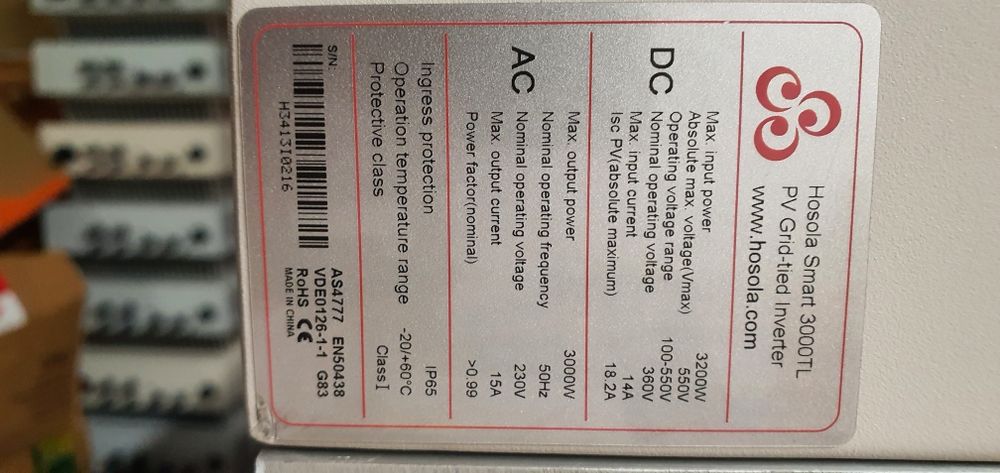 Hosola Smart 3000TL
PV Grid-tied Inverter
www.hosola.com
DC
Max. input power 3200W
Absolute max. voltage(Vmax) 550V
Operating voltage range 100-550V
Nominal operating voltage 360V
Max. input current 14A
Isc PV(absolute maximum) 18.2A
AC
Max. output power 3000W
Nominal operating frequency 50Hz
Nominal operating voltage 230V
Max. output current 15A
Power factor(nominal) >0.99
Ingress protection IP65
Operation temperature range -20/+60°C
Protective class Class I
S/N:
H3413I0216
AS4777 EN50438
VDE0126-1-1 G83
RoHS CE
MADE IN CHINA